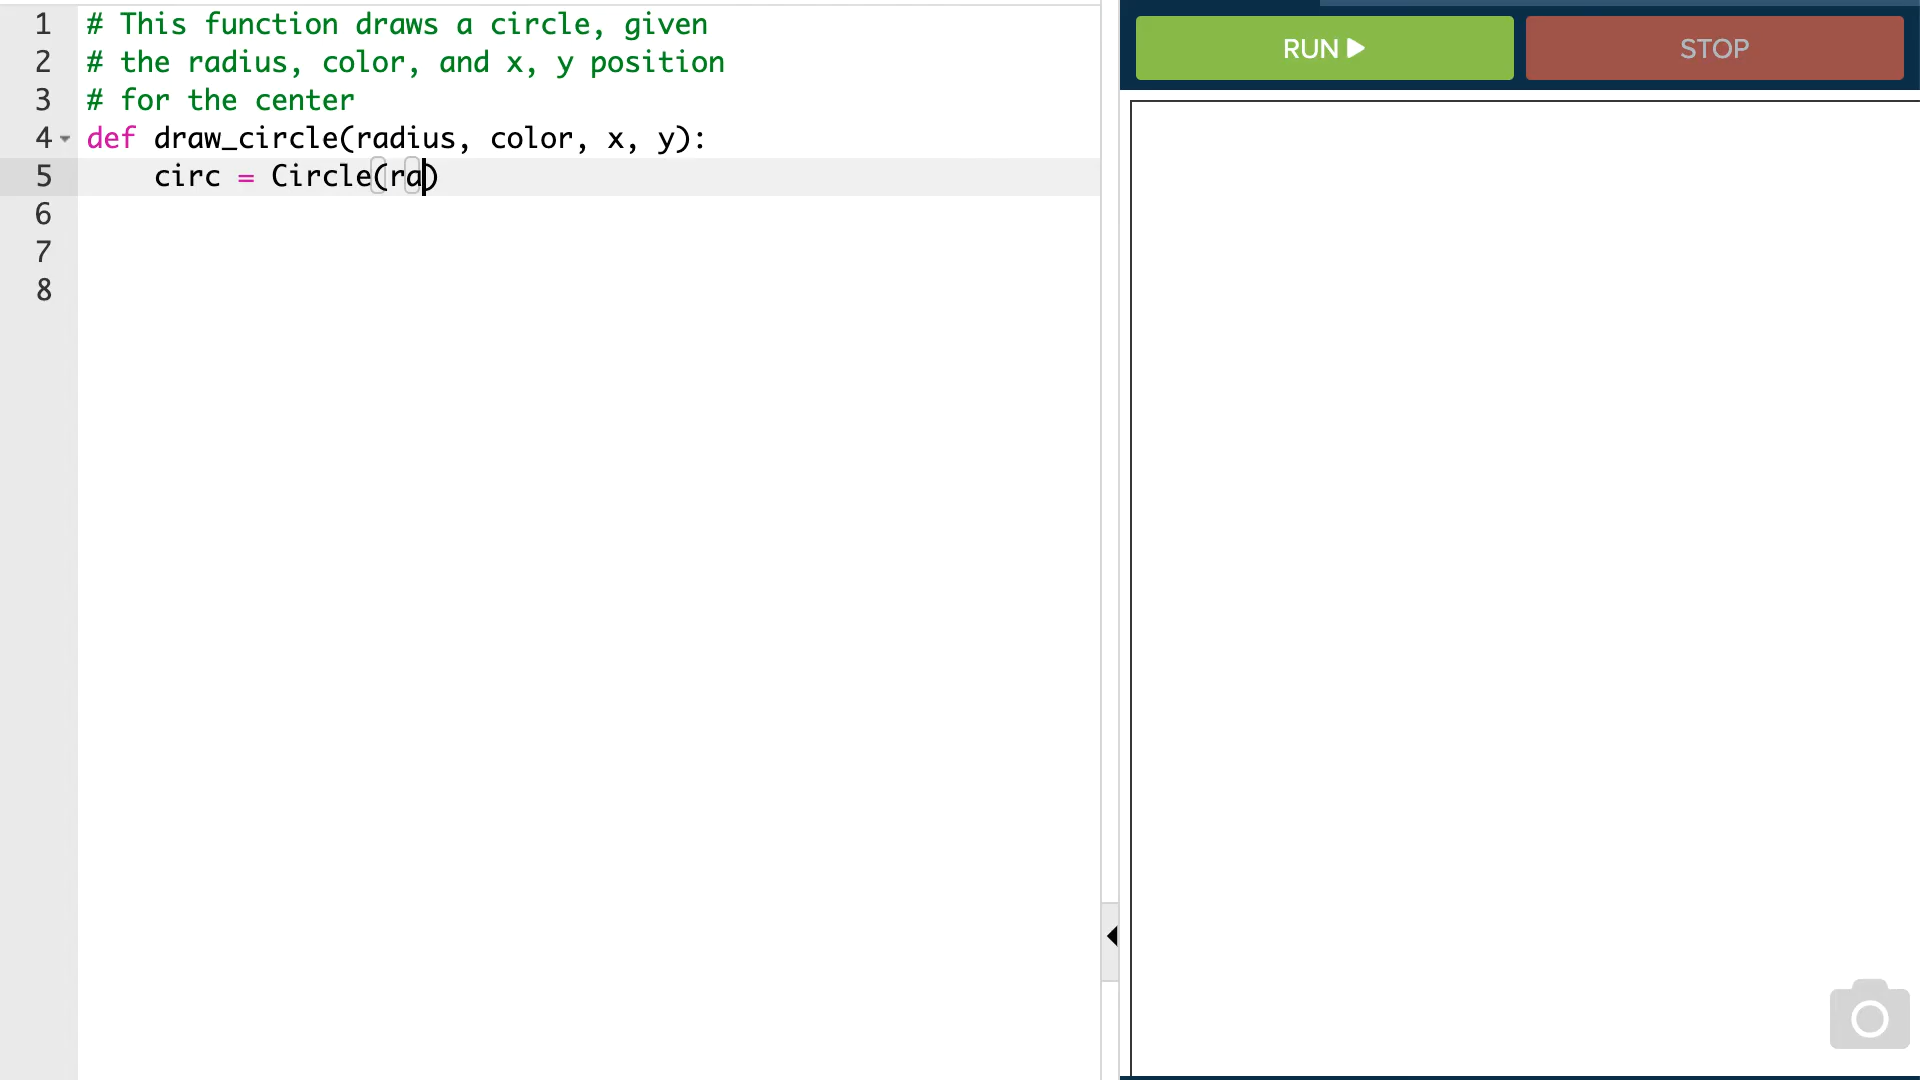 1 # This function draws a circle, given
2 # the radius, color, and x, y position
3 # for the center
4 def draw_circle(radius, color, x, y):
5     circ = Circle(ra)
6
7
8
RUN
STOP